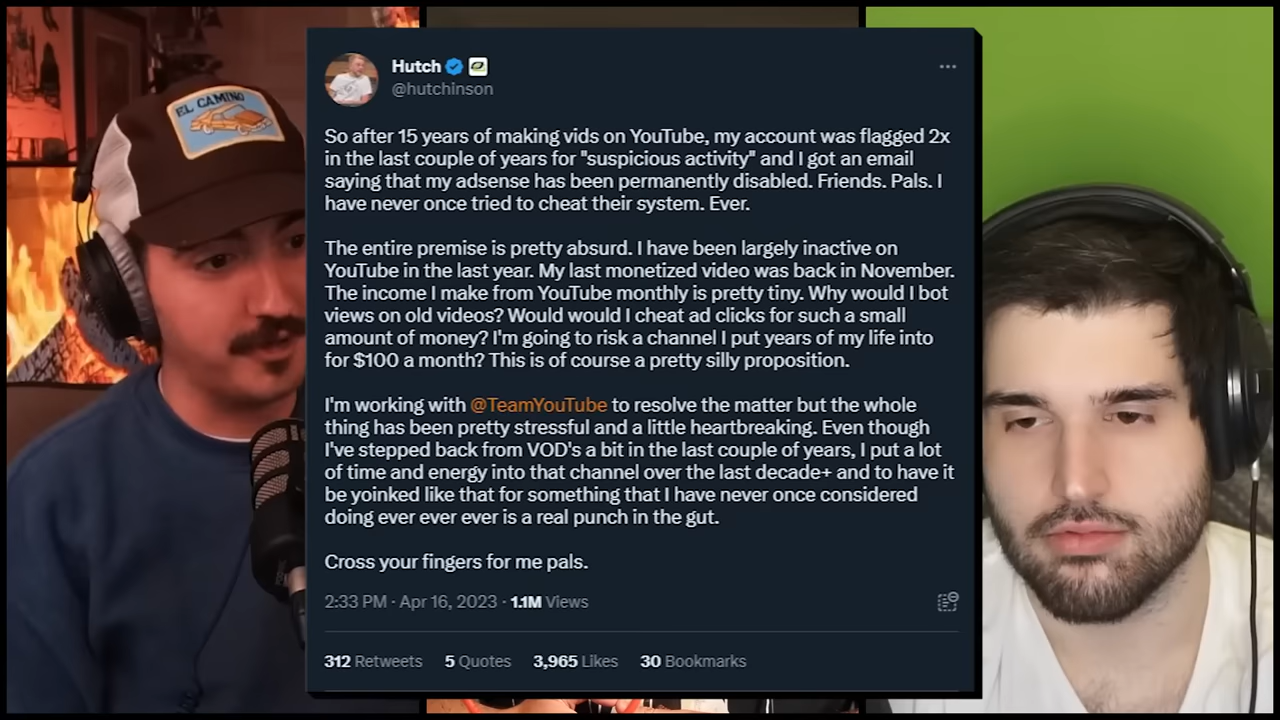 EL CAMINO
Hutch
@hutchinson
So after 15 years of making vids on YouTube, my account was flagged 2x
in the last couple of years for "suspicious activity" and I got an email
saying that my adsense has been permanently disabled. Friends. Pals. I
have never once tried to cheat their system. Ever.
The entire premise is pretty absurd. I have been largely inactive on
YouTube in the last year. My last monetized video was back in November.
The income I make from YouTube monthly is pretty tiny. Why would I bot
views on old videos? Would would I cheat ad clicks for such a small
amount of money? I'm going to risk a channel I put years of my life into
for $100 a month? This is of course a pretty silly proposition.
I'm working with @TeamYouTube to resolve the matter but the whole
thing has been pretty stressful and a little heartbreaking. Even though
I've stepped back from VOD's a bit in the last couple of years, I put a lot
of time and energy into that channel over the last decade+ and to have it
be yoinked like that for something that I have never once considered
doing ever ever ever is a real punch in the gut.
Cross your fingers for me pals.
2:33 PM · Apr 16, 2023 · 1.1M Views
312 Retweets 5 Quotes 3,965 Likes 30 Bookmarks